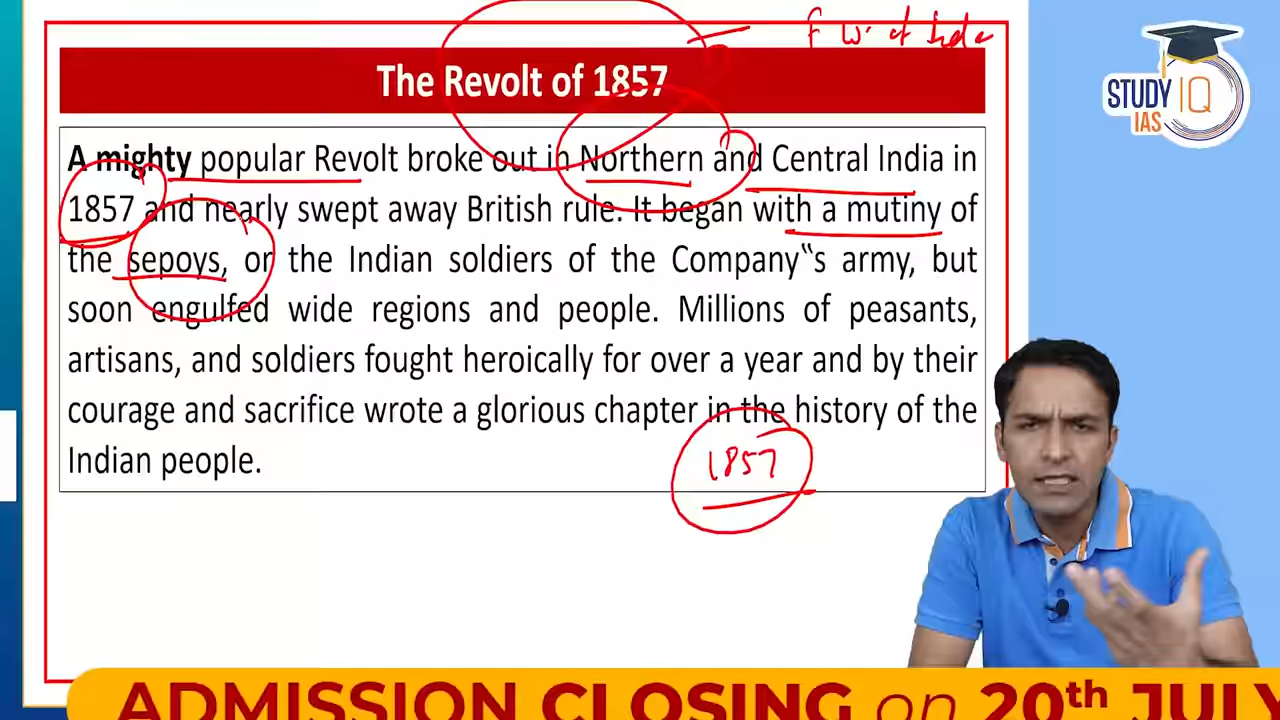 The Revolt of 1857
STUDY IQ
IAS
A mighty popular Revolt broke out in Northern and Central India in
1857 and nearly swept away British rule. It began with a mutiny of
the sepoys, or the Indian soldiers of the Company‟s army, but
soon engulfed wide regions and people. Millions of peasants,
artisans, and soldiers fought heroically for over a year and by their
courage and sacrifice wrote a glorious chapter in the history of the
Indian people.
1857
ADMISSION CLOSING on 20th JULY